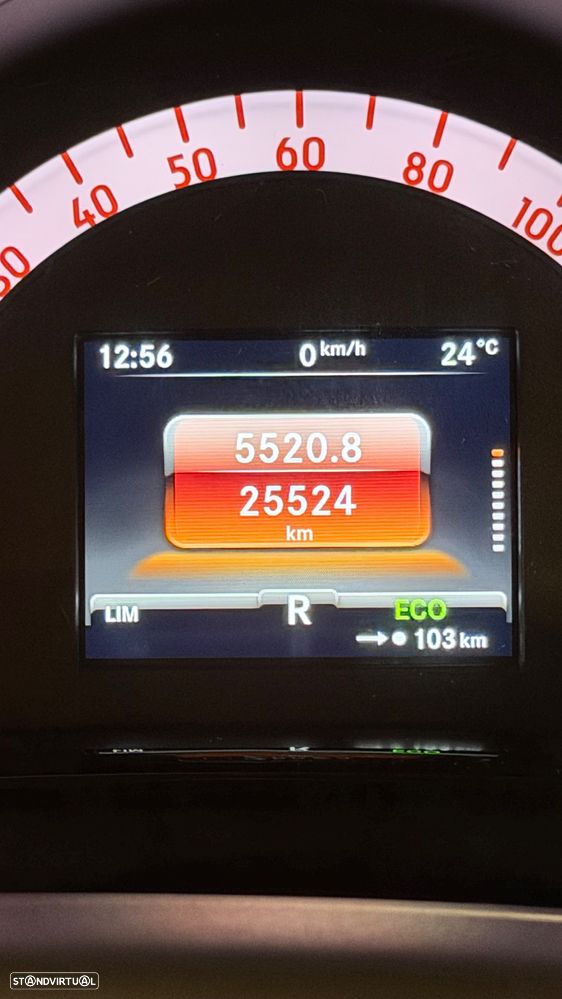 30 40 50 60 80 100
12:56 0 km/h 24°C
5520.8
25524
km
LIM R ECO
103 km
STANDVIRTUAL